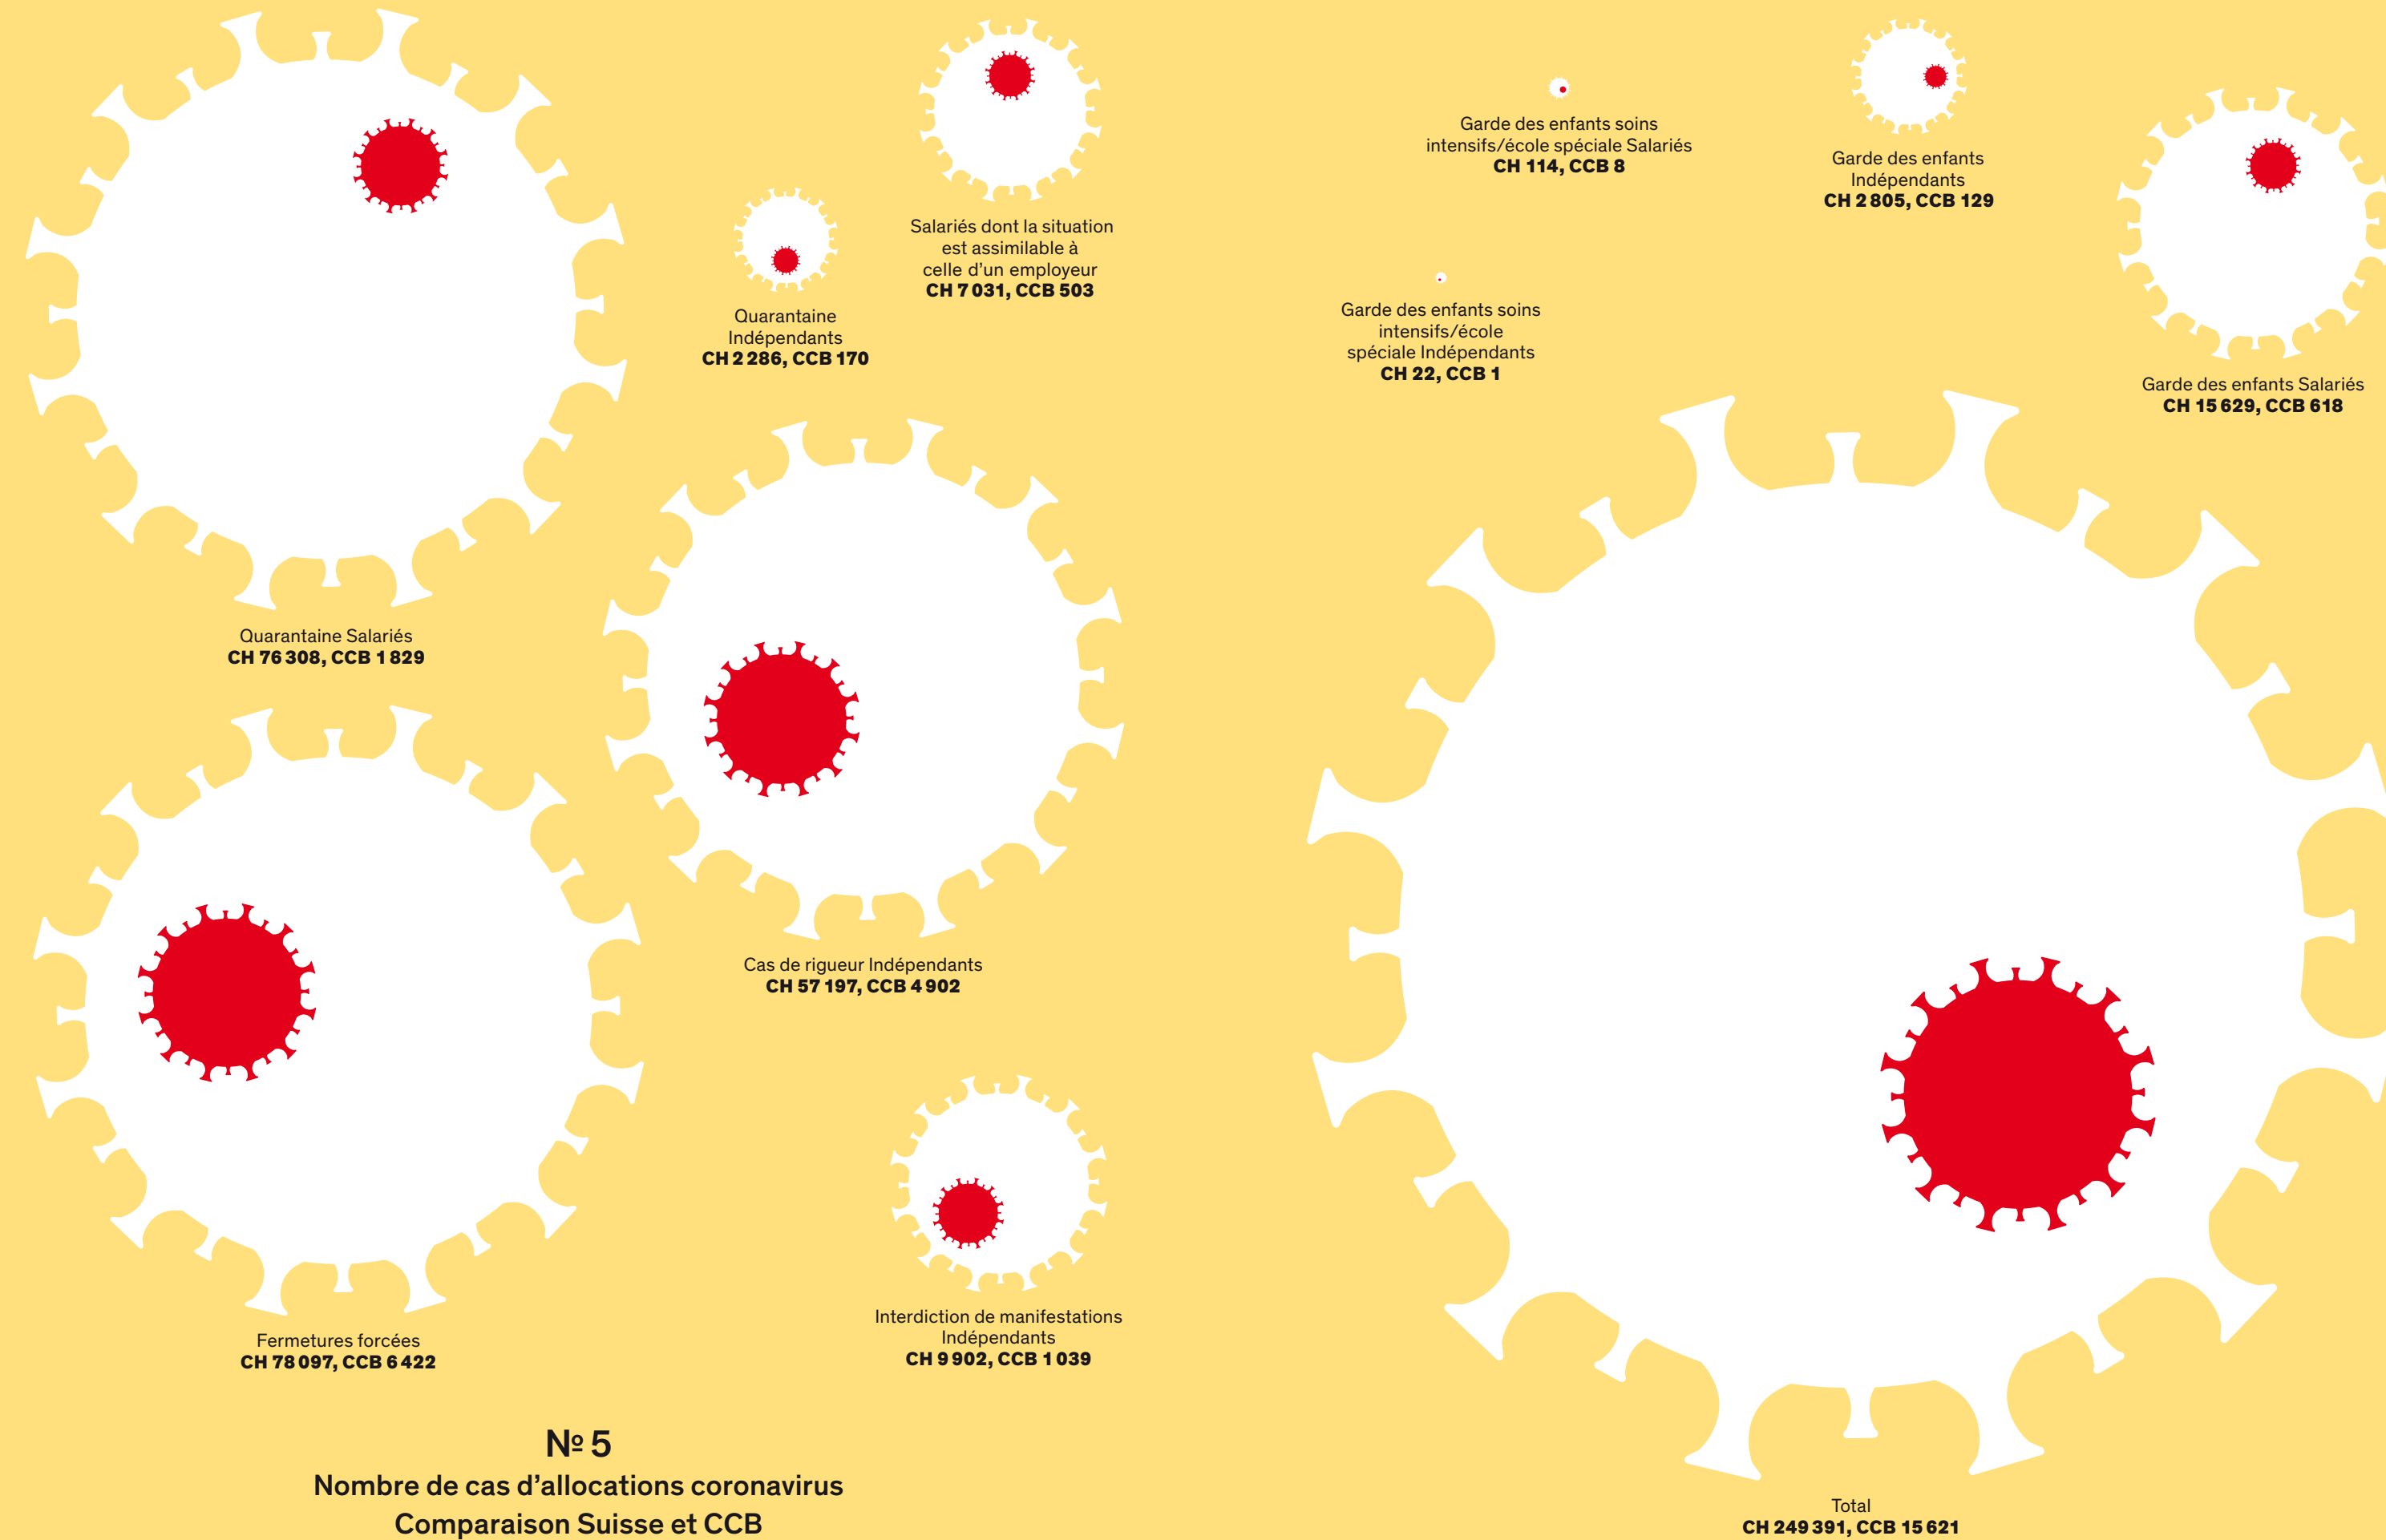 Salariés dont la situation
est assimilable à
celle d’un employeur
CH 7 031, CCB 503
Quarantaine
Indépendants
CH 2 286, CCB 170
Garde des enfants soins
intensifs/école spéciale Salariés
CH 114, CCB 8
Garde des enfants
Indépendants
CH 2 805, CCB 129
Garde des enfants soins
intensifs/école
spéciale Indépendants
CH 22, CCB 1
Garde des enfants Salariés
CH 15 629, CCB 618
Quarantaine Salariés
CH 76 308, CCB 1 829
Cas de rigueur Indépendants
CH 57 197, CCB 4 902
Fermetures forcées
CH 78 097, CCB 6 422
Interdiction de manifestations
Indépendants
CH 9 902, CCB 1 039
№ 5
Nombre de cas d’allocations coronavirus
Comparaison Suisse et CCB
Total
CH 249 391, CCB 15 621